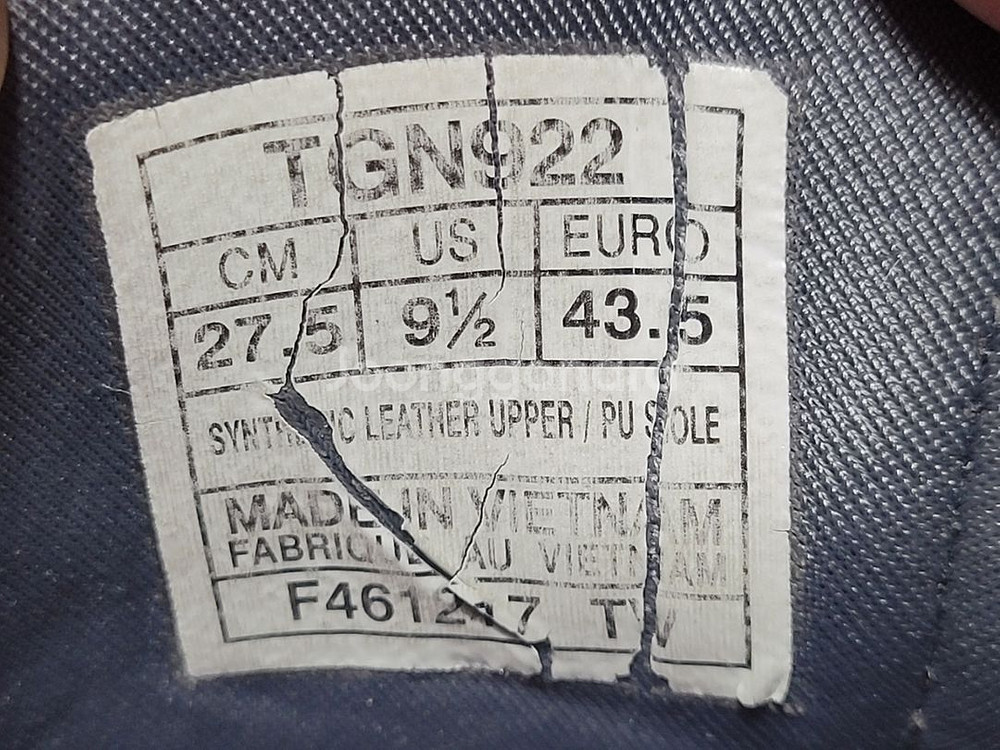 TGN922
CM US EURO
27.5 9½ 43.5
SYNTHETIC LEATHER UPPER / PU SOLE
MADE IN VIETNAM
FABRIQUE AU VIETNAM
F461217 TW